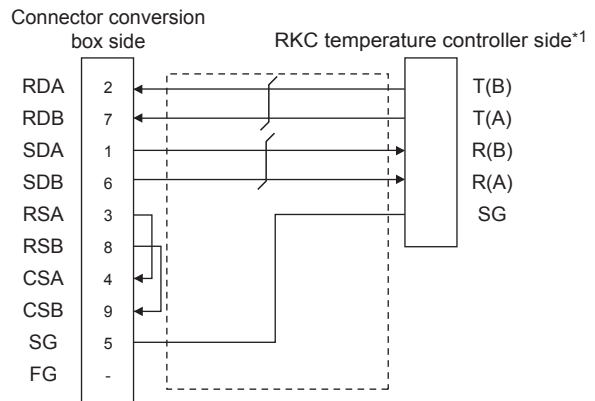 Connector conversion
box side
RKC temperature controller side*1
RDA 2 T(B)
RDB 7 T(A)
SDA 1 R(B)
SDB 6 R(A)
RSA 3 SG
RSB 8
CSA 4
CSB 9
SG 5
FG -